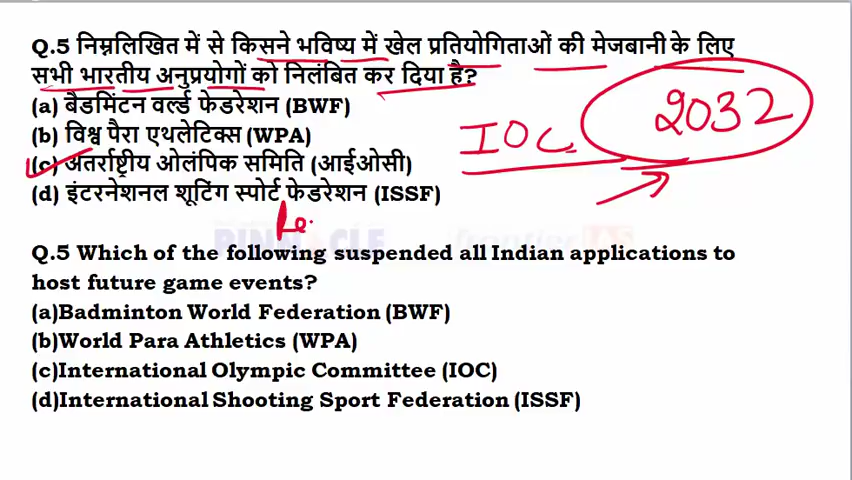 Q.5 निम्नलिखित में से किसने भविष्य में खेल प्रतियोगिताओं की मेजबानी के लिए
सभी भारतीय अनुप्रयोगों को निलंबित कर दिया है?
(a) बैडमिंटन वर्ल्ड फेडरेशन (BWF)
(b) विश्व पैरा एथलेटिक्स (WPA)
(c) अंतर्राष्ट्रीय ओलंपिक समिति (आईओसी)
(d) इंटरनेशनल शूटिंग स्पोर्ट फेडरेशन (ISSF)
IOC 2032
PINNACLE
Q.5 Which of the following suspended all Indian applications to
host future game events?
(a)Badminton World Federation (BWF)
(b)World Para Athletics (WPA)
(c)International Olympic Committee (IOC)
(d)International Shooting Sport Federation (ISSF)